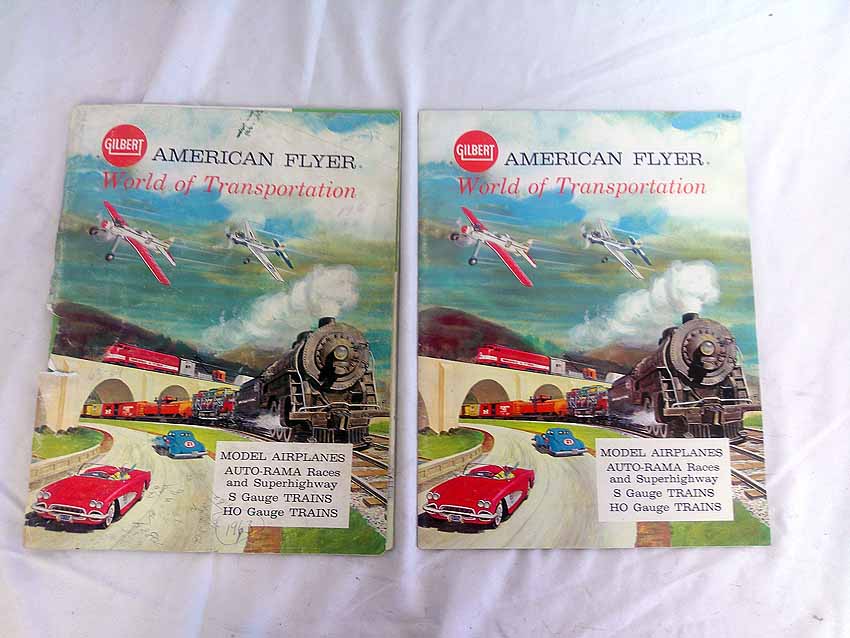 GILBERT
AMERICAN FLYER
World of Transportation
MODEL AIRPLANES
AUTO-RAMA Races
and Superhighway
S Gauge TRAINS
HO Gauge TRAINS
1963
GILBERT
AMERICAN FLYER
World of Transportation
MODEL AIRPLANES
AUTO-RAMA Races
and Superhighway
S Gauge TRAINS
HO Gauge TRAINS